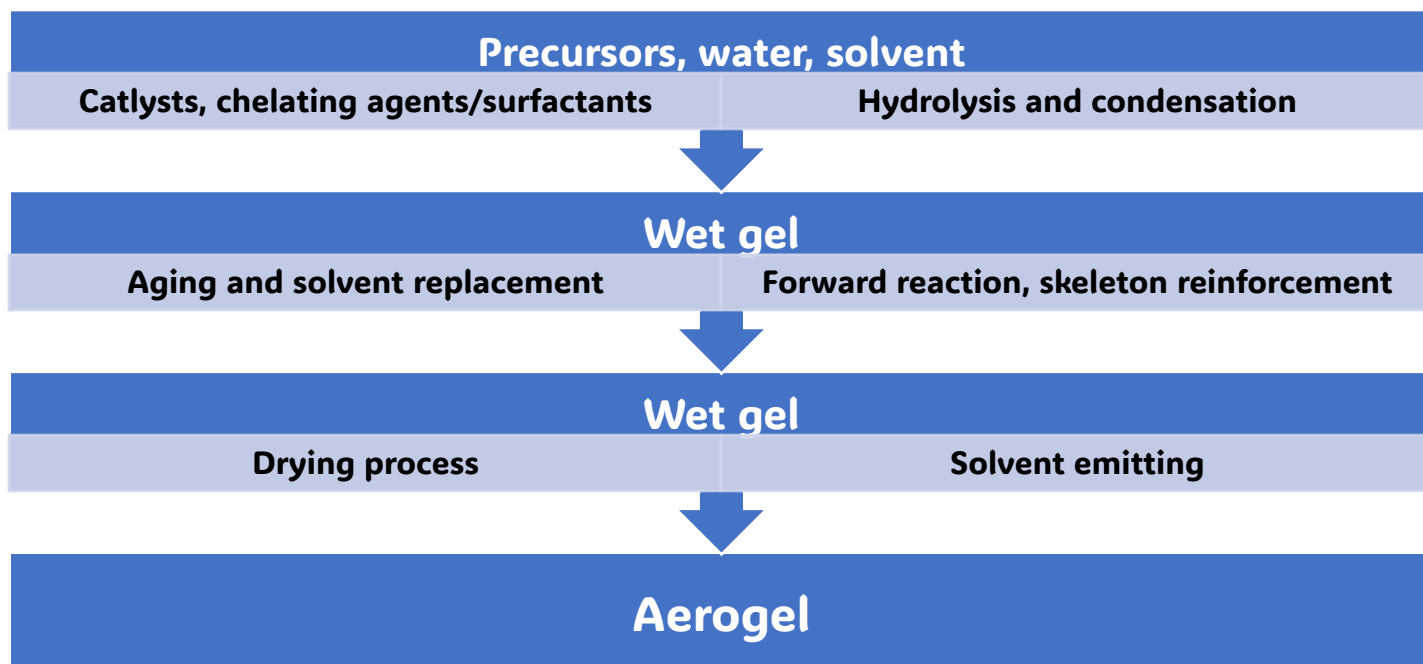 Precursors, water, solvent
Catlysts, chelating agents/surfactants
Hydrolysis and condensation
Wet gel
Aging and solvent replacement
Forward reaction, skeleton reinforcement
Wet gel
Drying process
Solvent emitting
Aerogel